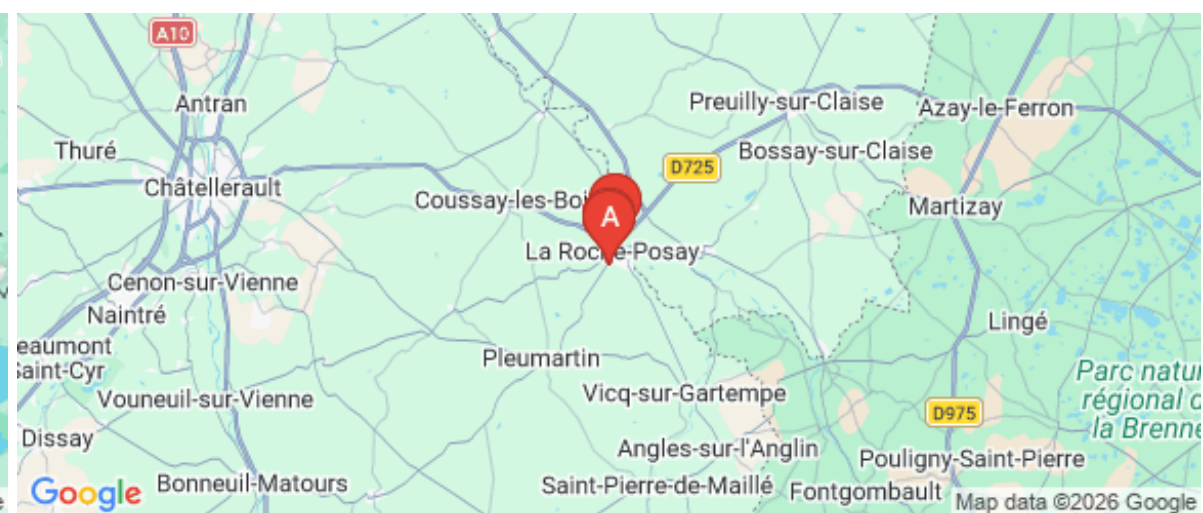 A10
Antran
Preuilly-sur-Claise
Azay-le-Ferron
Thuré
Bossay-sur-Claise
D725
Châtellerault
Coussay-les-Boi
Martizay
A
La Roche-Posay
Cenon-sur-Vienne
Naintré
Lingé
eaumont
Saint-Cyr
Pleumartin
Parc natur
régional d
la Brenne
Vicq-sur-Gartempe
Vouneuil-sur-Vienne
D975
Dissay
Angles-sur-l'Anglin
Pouligny-Saint-Pierre
Google
Bonneuil-Matours
Saint-Pierre-de-Maillé
Fontgombault
Map data ©2026 Google